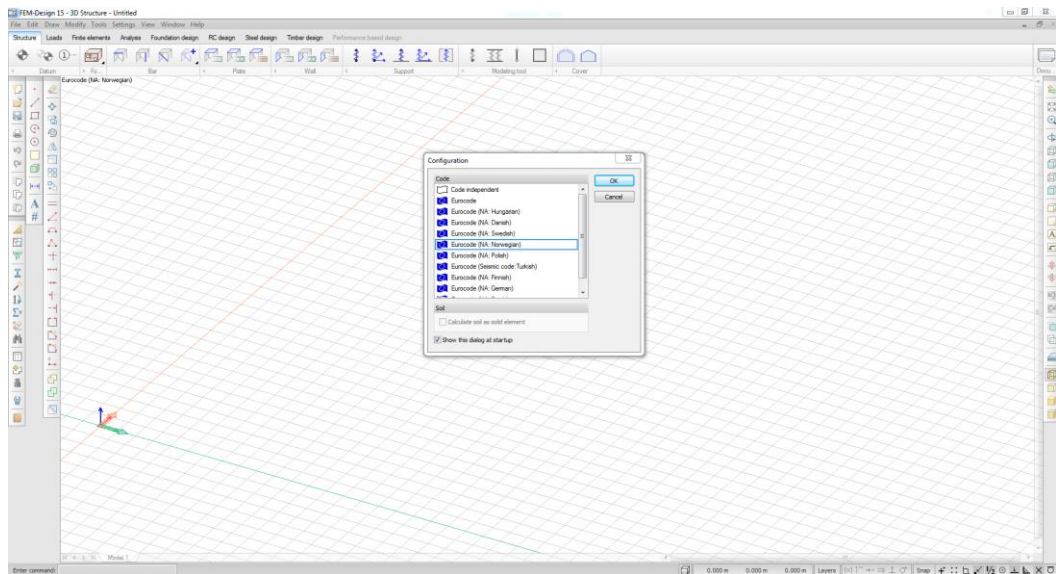 FEM-Design 15 - 3D Structure - Untitled
File Edit Draw Modify Tools Settings View Window Help
Structure Loads Finite elements Analysis Foundation design RC design Steel design Timber design Performance based design
Datum Fo... Bar Plate Wall Support Modeling tool Cover
Eurocode (NA: Norwegian)
Configuration
Code
OK
Code independent
Cancel
Eurocode
Eurocode (NA: Hungarian)
Eurocode (NA: Danish)
Eurocode (NA: Swedish)
Eurocode (NA: Norwegian)
Eurocode (NA: Polish)
Eurocode (Seismic code: Turkish)
Eurocode (NA: Finnish)
Eurocode (NA: German)
Soil
Calculate soil as solid element
Show this dialog at startup
Model 1
Enter command: 0.000 m 0.000 m 0.000 m Layers Snap